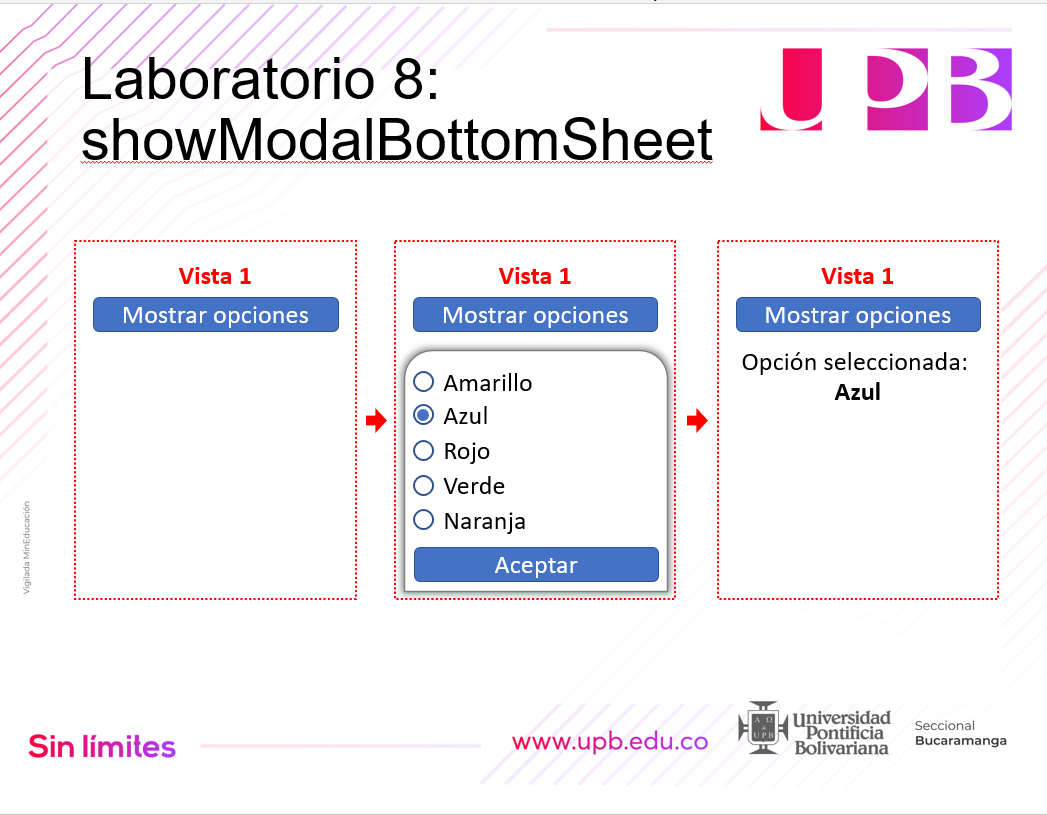 Laboratorio 8:
showModalBottomSheet
UPB
Vista 1
Mostrar opciones
Vista 1
Mostrar opciones
Amarillo
Azul
Rojo
Verde
Naranja
Aceptar
Vista 1
Mostrar opciones
Opción seleccionada:
Azul
Vigilada MinEducación
Sin límites
www.upb.edu.co
A Ω
U P B
Universidad
Pontificia
Bolivariana
Seccional
Bucaramanga